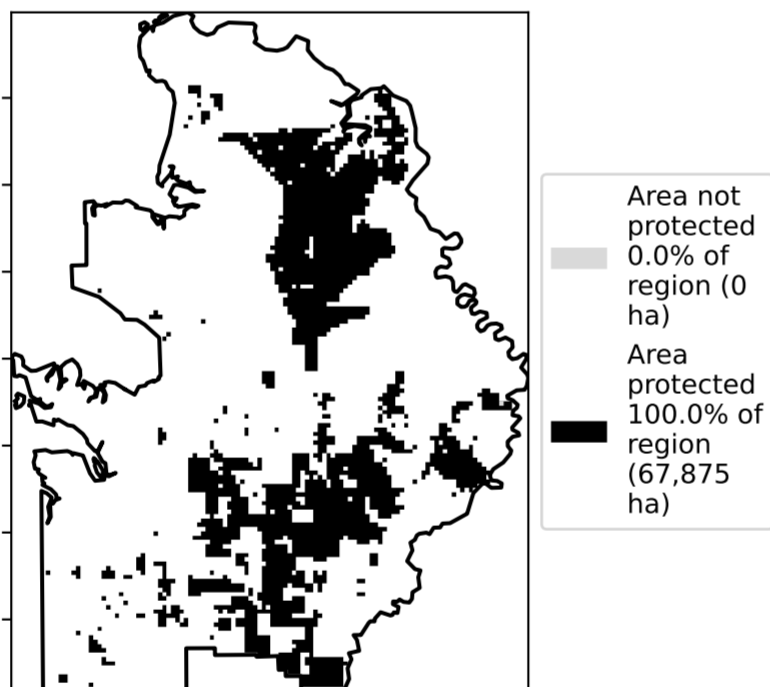 Area not
protected
0.0% of
region (0
ha)
Area
protected
100.0% of
region
(67,875
ha)